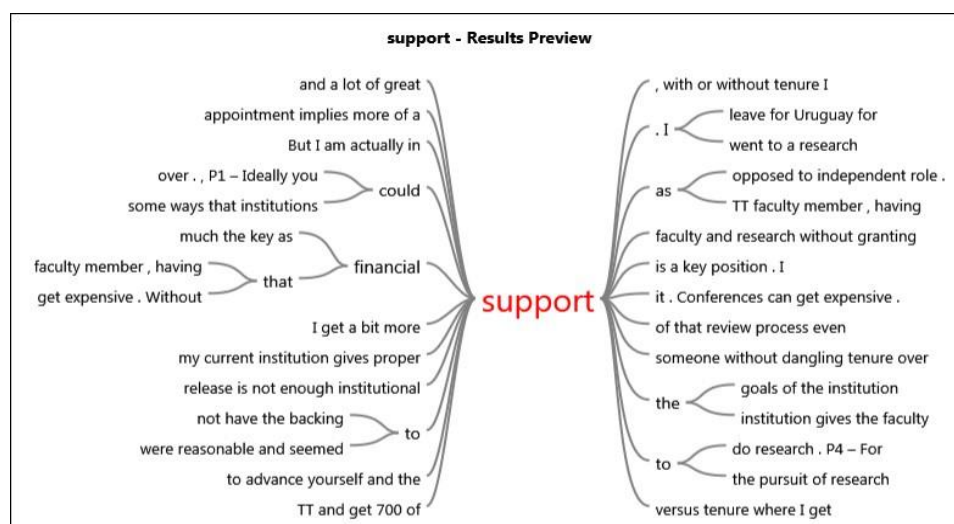 support - Results Preview
and a lot of great
appointment implies more of a
But I am actually in
over . , P1 – Ideally you
some ways that institutions
could
much the key as
faculty member , having
get expensive . Without
that
financial
I get a bit more
my current institution gives proper
release is not enough institutional
not have the backing
were reasonable and seemed
to
to advance yourself and the
TT and get 700 of
support
, with or without tenure I
. I
leave for Uruguay for
went to a research
as
opposed to independent role .
TT faculty member , having
faculty and research without granting
is a key position . I
it . Conferences can get expensive .
of that review process even
someone without dangling tenure over
the
goals of the institution
institution gives the faculty
to
do research . P4 – For
the pursuit of research
versus tenure where I get